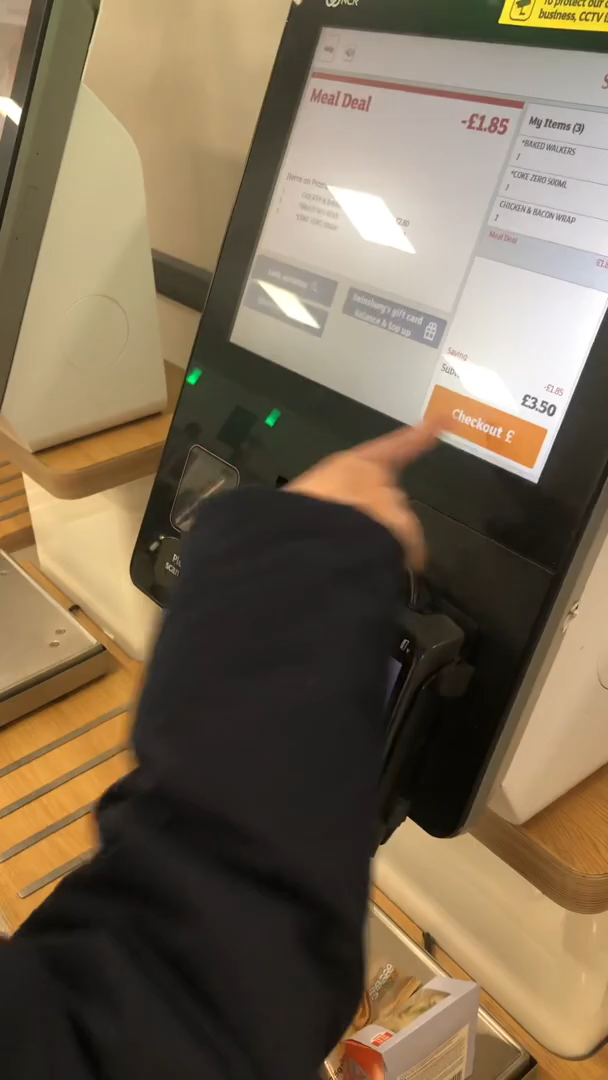 NCR
To protect our
business, CCTV
Meal Deal
-£1.85
Items on
My Items (3)
*BAKED WALKERS
1
*COKE ZERO 500ML
1
CHICKEN & BACON WRAP
1
Meal Deal
Sainsbury's gift card
balance & top up
Saving
-£1.85
£3.50
Checkout £